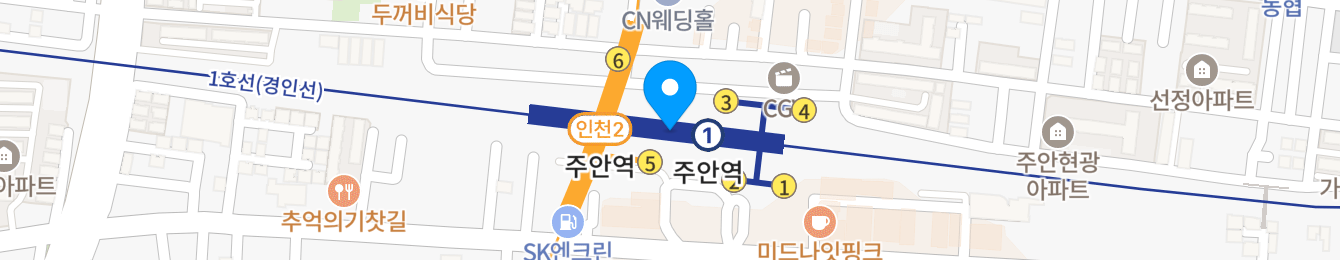 두꺼비식당
CN웨딩홀
농협
6
1호선(경인선)
3
CG
4
선정아파트
인천2
1
주안역
5
주안역
2
1
주안현광
아파트
아파트
가
추억의기찻길
SK엔크린
미드나잇핑크